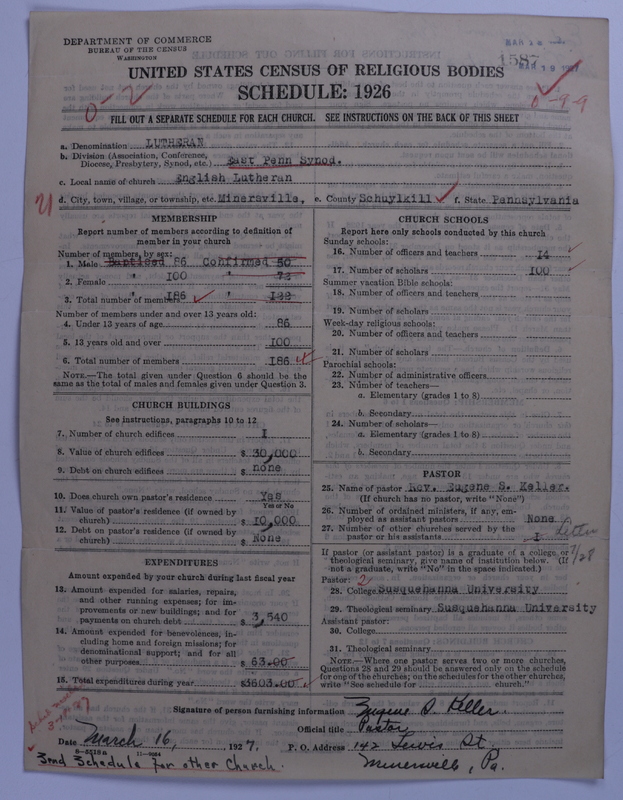 DEPARTMENT OF COMMERCE
BUREAU OF THE CENSUS
WASHINGTON
1587
UNITED STATES CENSUS OF RELIGIOUS BODIES
SCHEDULE: 1926
0-2
0-99
FILL OUT A SEPARATE SCHEDULE FOR EACH CHURCH. SEE INSTRUCTIONS ON THE BACK OF THIS SHEET
a. Denomination LUTHERAN
b. Division (Association, Conference,
Diocese, Presbytery, Synod, etc.) East Penn Synod.
c. Local name of church English Lutheran
d. City, town, village, or township, etc. Minersville, e. County Schuylkill f. State Pennsylvania
MEMBERSHIP
Report number of members according to definition of
member in your church
Number of members, by sex:
1. Male Baptised 86 Confirmed 50
2. Female " 100 " 72
3. Total number of members " 186 " 122
Number of members under and over 13 years old:
4. Under 13 years of age 86
5. 13 years old and over 100
6. Total number of members 186
NOTE.—The total given under Question 6 should be the
same as the total of males and females given under Question 3.
CHURCH BUILDINGS
See instructions, paragraphs 10 to 12
7. Number of church edifices 1
8. Value of church edifices $ 30,000
9. Debt on church edifices $ none
10. Does church own pastor's residence Yes
Yes or No
11. Value of pastor's residence (if owned by
church) $ 10,000
12. Debt on pastor's residence (if owned by
church) $ None
EXPENDITURES
Amount expended by your church during last fiscal year
13. Amount expended for salaries, repairs,
and other running expenses; for im-
provements or new buildings; and for
payments on church debt $ 3,540
14. Amount expended for benevolences, in-
cluding home and foreign missions; for
denominational support; and for all
other purposes $ 63.00
15. Total expenditures during year $3603.00
CHURCH SCHOOLS
Report here only schools conducted by this church
Sunday schools:
16. Number of officers and teachers 14
17. Number of scholars 100
Summer vacation Bible schools:
18. Number of officers and teachers
19. Number of scholars
Week-day religious schools:
20. Number of officers and teachers
21. Number of scholars
Parochial schools:
22. Number of administrative officers
23. Number of teachers—
a. Elementary (grades 1 to 8)
b. Secondary
24. Number of scholars—
a. Elementary (grades 1 to 8)
b. Secondary
PASTOR
25. Name of pastor Rev. Eugene S. Keller.
(If church has no pastor, write "None")
26. Number of ordained ministers, if any, em-
ployed as assistant pastors None
27. Number of other churches served by the
pastor or his assistants 1
Letter
If pastor (or assistant pastor) is a graduate of a college or
theological seminary, give name of institution below. (If
not a graduate, write "No" in the space indicated.)
Pastor: 2
28. College Susquehanna University
29. Theological seminary Susquehanna University
Assistant pastor:
30. College
31. Theological seminary
NOTE.—Where one pastor serves two or more churches,
Questions 28 and 29 should be answered only on the schedule
for one of the churches; on the schedules for the other churches,
write "See schedule for church."
Signature of person furnishing information Eugene S. Keller.
Official title Pastor
Date March 16, 1927. P. O. Address 142 Lewis St.
Minersville, Pa.
8-5518a 11-9064
Send Schedule for other Church.